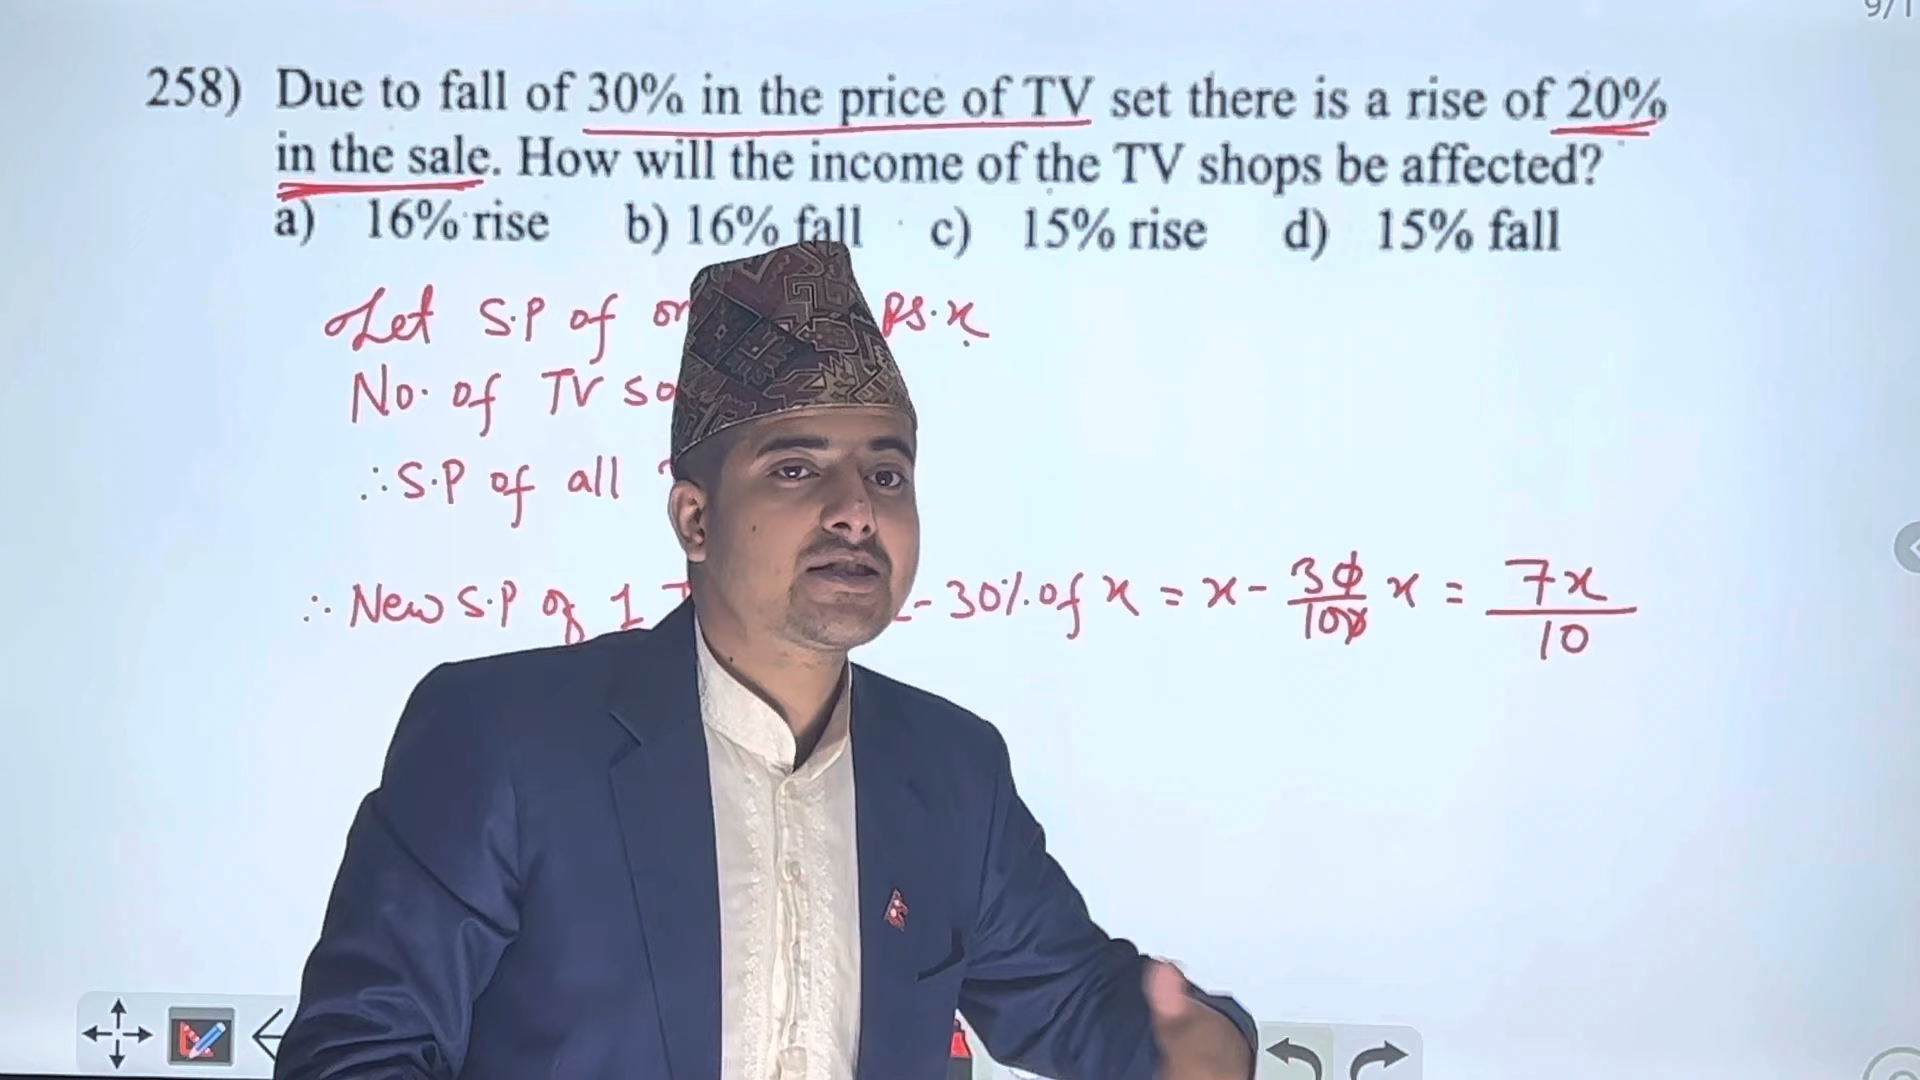 9/1
258) Due to fall of 30% in the price of TV set there is a rise of 20%
in the sale. How will the income of the TV shops be affected?
a) 16% rise b) 16% fall c) 15% rise d) 15% fall
Let S.P of Rs. x
No. of TV
∴ S.P of all
∴ New S.P of 1 - 30% of x = x - 30/100 x = 7x/10